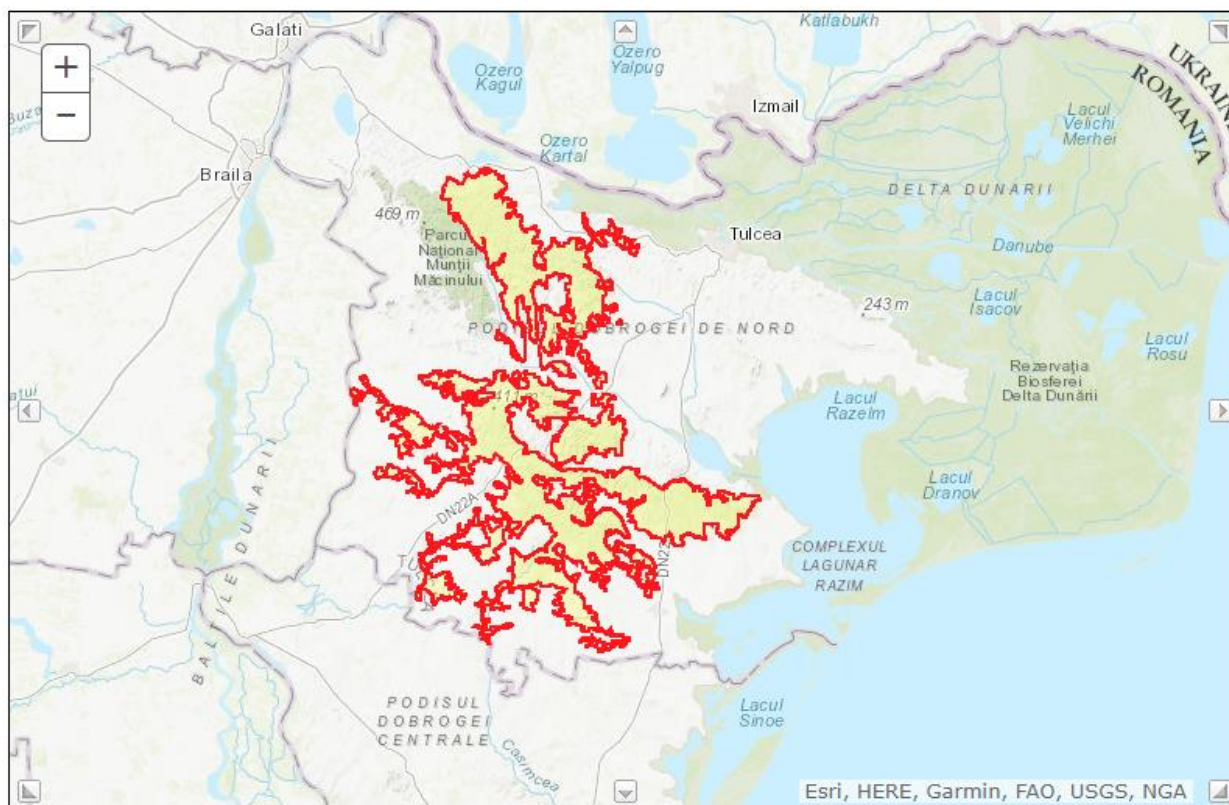 Galati
Katlabukh
Ozero
Kagul
Ozero
Yalpug
+
−
Izmail
UKRAINE
ROMANIA
Lacul
Velichi
Merhei
Ozero
Kartal
Braila
DELTA DUNARII
469 m
Parcul
Național
Munții
Măcinului
Tulcea
Danube
Lacul
Isacov
243 m
PODISUL DOBROGEI DE NORD
Lacul
Rosu
Rezervația
Biosferei
Delta Dunării
411 m
Lacul
Razelm
Lacul
Dranov
DN22A
BALTILE DUNARII
COMPLEXUL
LAGUNAR
RAZIM
PODISUL
DOBROGEI
CENTRALE
Casimcea
Lacul
Sinoe
Esri, HERE, Garmin, FAO, USGS, NGA